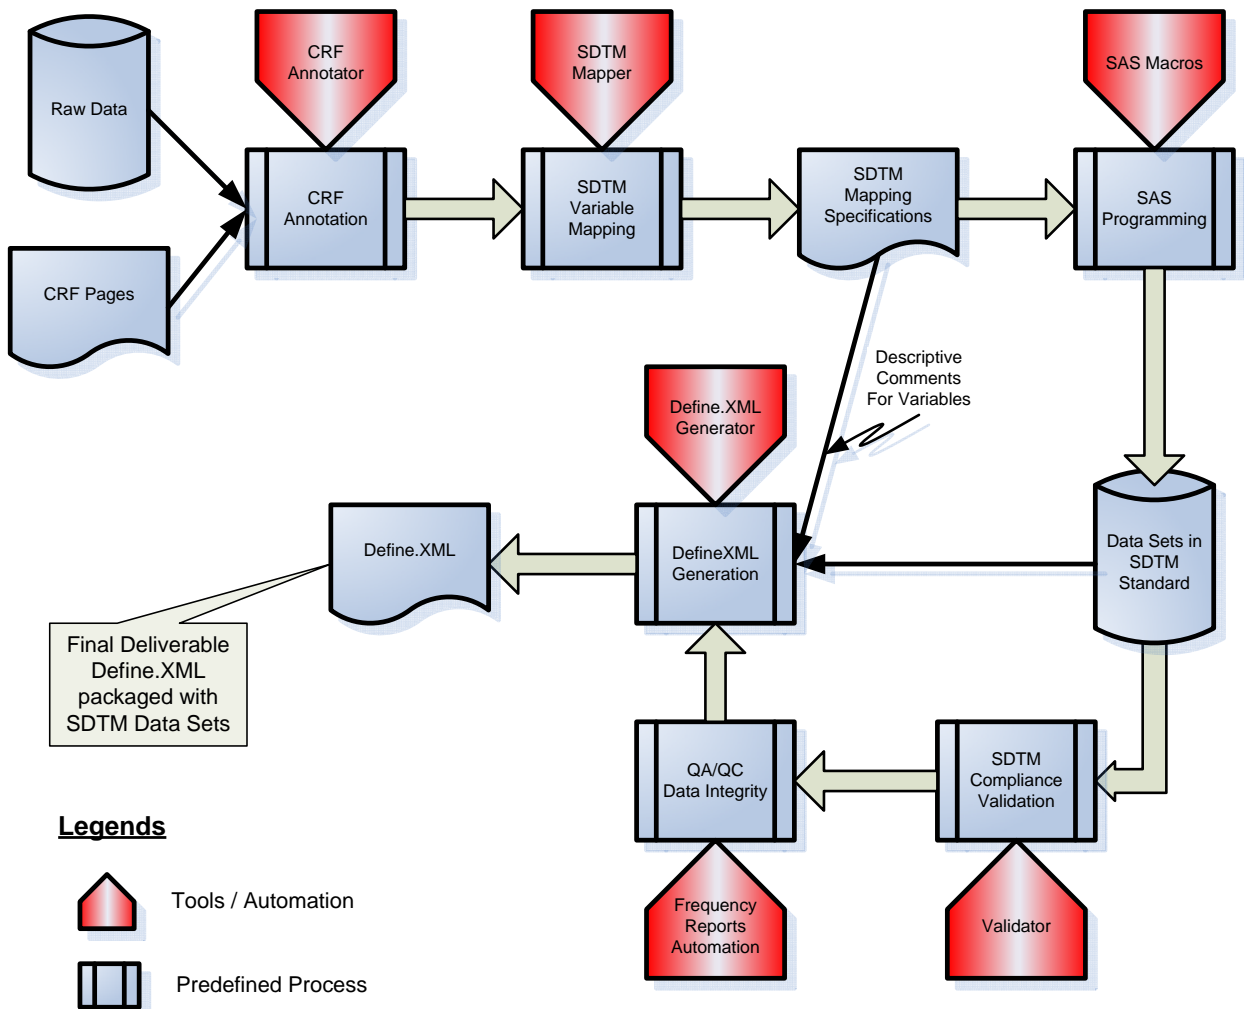 CRF
Annotator
SDTM
Mapper
SAS Macros
Raw Data
CRF
Annotation
SDTM
Variable
Mapping
SDTM
Mapping
Specifications
SAS
Programming
CRF Pages
Descriptive
Comments
For Variables
Define.XML
Generator
Define.XML
DefineXML
Generation
Data Sets in
SDTM
Standard
Final Deliverable
Define.XML
packaged with
SDTM Data Sets
QA/QC
Data Integrity
SDTM
Compliance
Validation
Legends
Tools / Automation
Frequency
Reports
Automation
Validator
Predefined Process